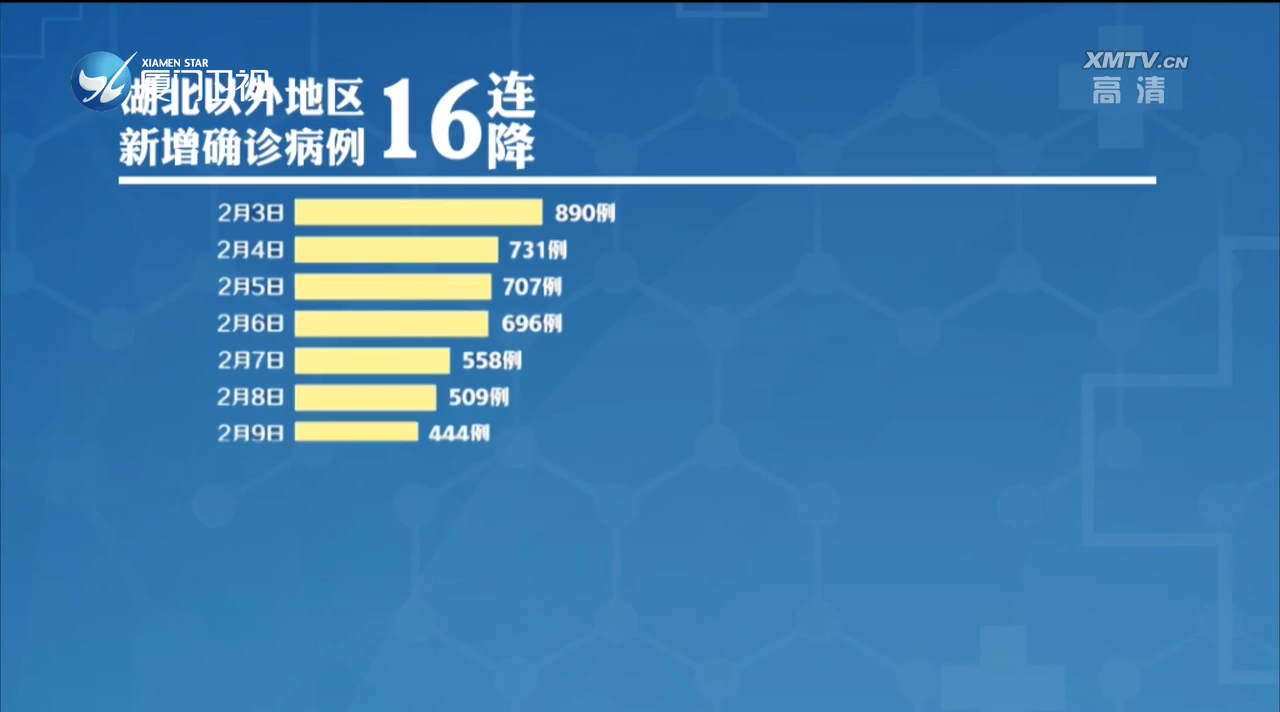 XIAMEN STAR
厦门卫视
XMTV.CN
高清
湖北以外地区
新增确诊病例
16
连降
2月3日 890例
2月4日 731例
2月5日 707例
2月6日 696例
2月7日 558例
2月8日 509例
2月9日 444例